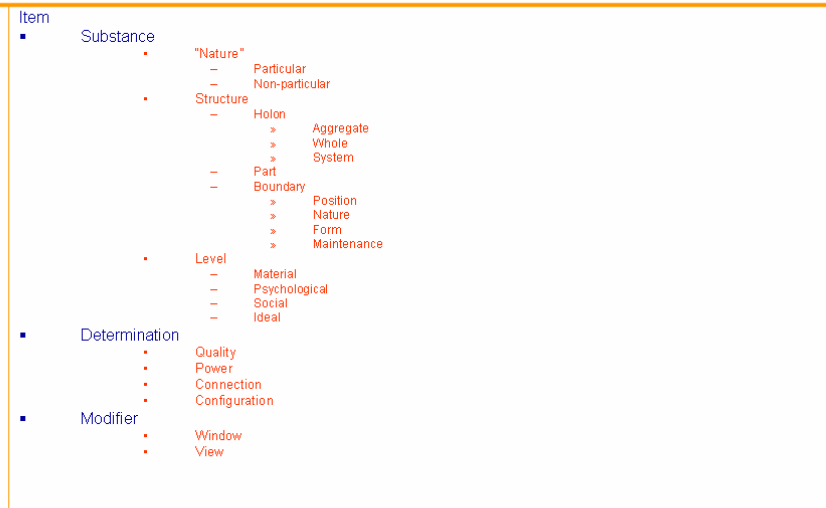 Item
Substance
"Nature"
Particular
Non-particular
Structure
Holon
Aggregate
Whole
System
Part
Boundary
Position
Nature
Form
Maintenance
Level
Material
Psychological
Social
Ideal
Determination
Quality
Power
Connection
Configuration
Modifier
Window
View